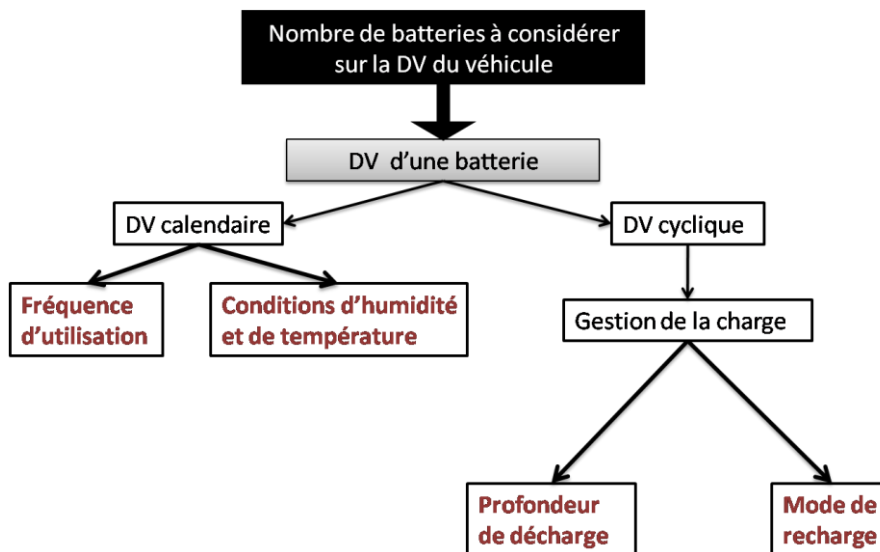 Nombre de batteries à considérer
sur la DV du véhicule
DV d'une batterie
DV calendaire
DV cyclique
Fréquence
d'utilisation
Conditions d'humidité
et de température
Gestion de la charge
Profondeur
de décharge
Mode de
recharge